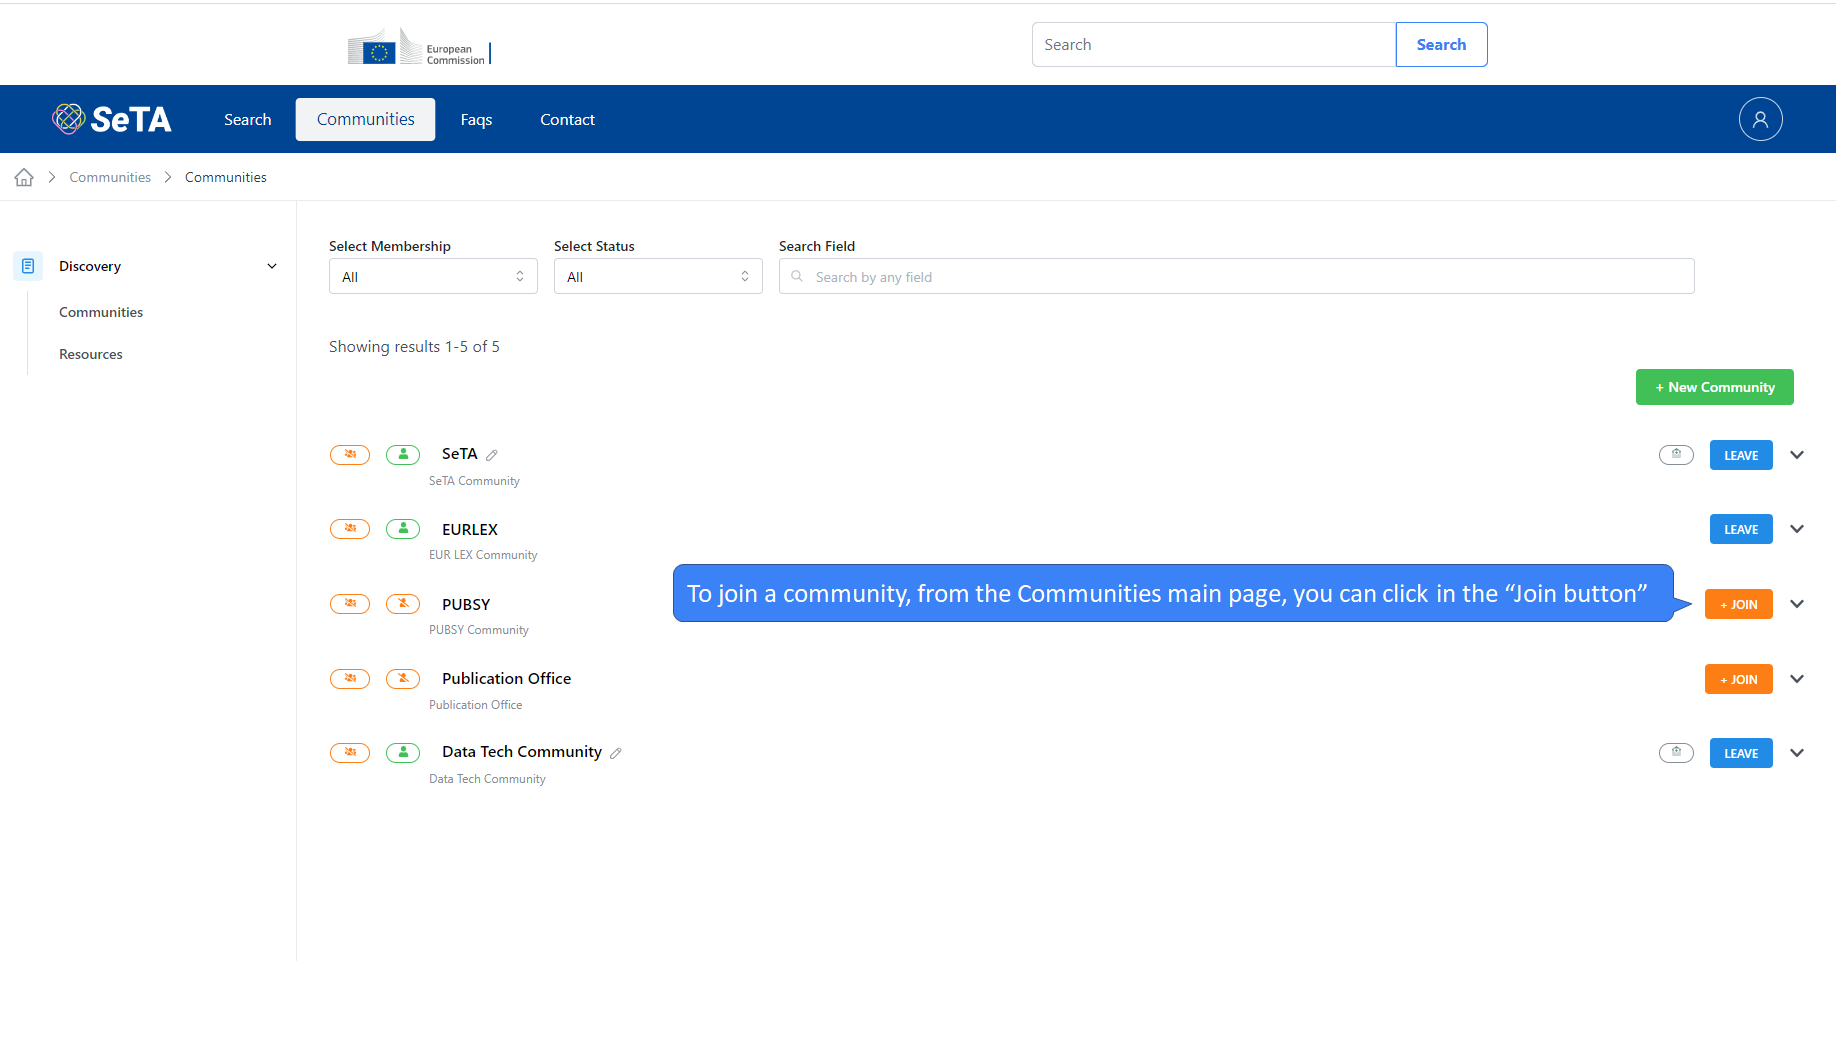 European
Commission
Search
Search
SeTA
Search
Communities
Faqs
Contact
Communities
Communities
Discovery
Communities
Resources
Select Membership
Select Status
Search Field
All
All
Search by any field
Showing results 1-5 of 5
+ New Community
SeTA
LEAVE
SeTA Community
EURLEX
LEAVE
EUR LEX Community
To join a community, from the Communities main page, you can click in the “Join button”
PUBSY
+ JOIN
PUBSY Community
Publication Office
+ JOIN
Publication Office
Data Tech Community
LEAVE
Data Tech Community